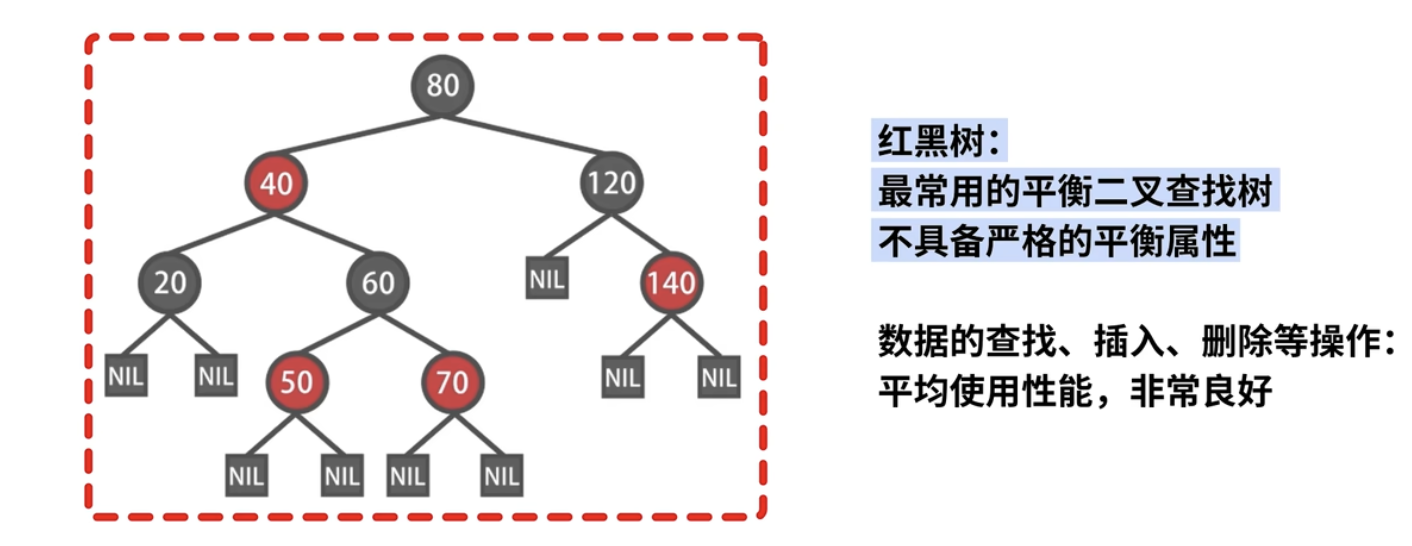 80
40
120
20
60
NIL
140
NIL
NIL
50
70
NIL
NIL
NIL
NIL
NIL
NIL
红黑树：
最常用的平衡二叉查找树
不具备严格的平衡属性
数据的查找、插入、删除等操作：
平均使用性能，非常良好